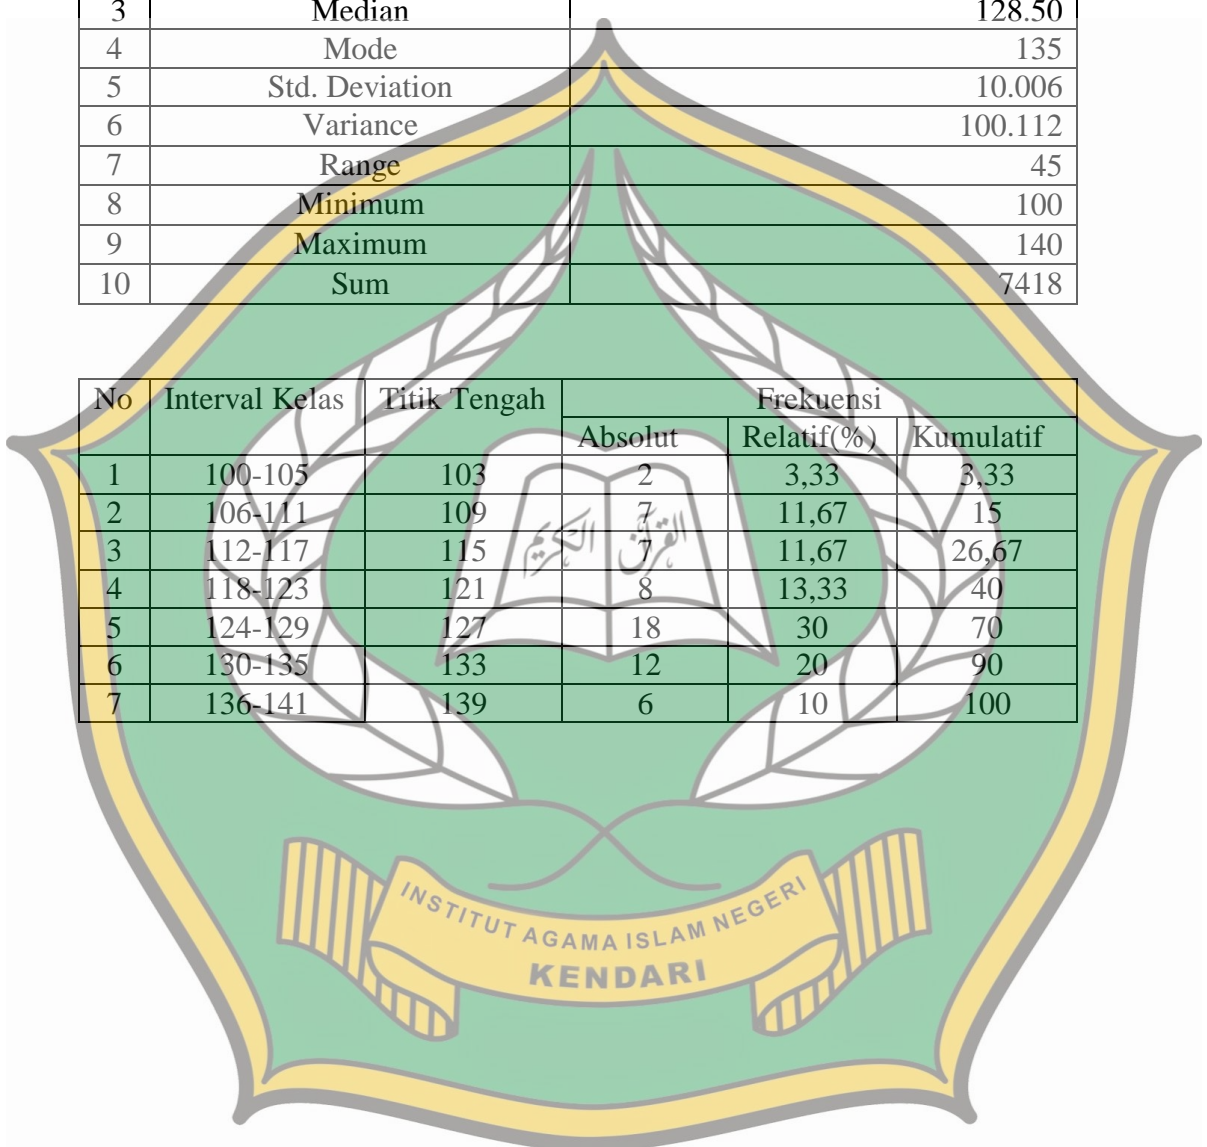 3 Median 128.50
4 Mode 135
5 Std. Deviation 10.006
6 Variance 100.112
7 Range 45
8 Minimum 100
9 Maximum 140
10 Sum 7418
No Interval Kelas Titik Tengah Frekuensi
Absolut Relatif(%) Kumulatif
1 100-105 103 2 3,33 3,33
2 106-111 109 7 11,67 15
3 112-117 115 7 11,67 26,67
4 118-123 121 8 13,33 40
5 124-129 127 18 30 70
6 130-135 133 12 20 90
7 136-141 139 6 10 100
القرآن الكريم
INSTITUT AGAMA ISLAM NEGERI
KENDARI